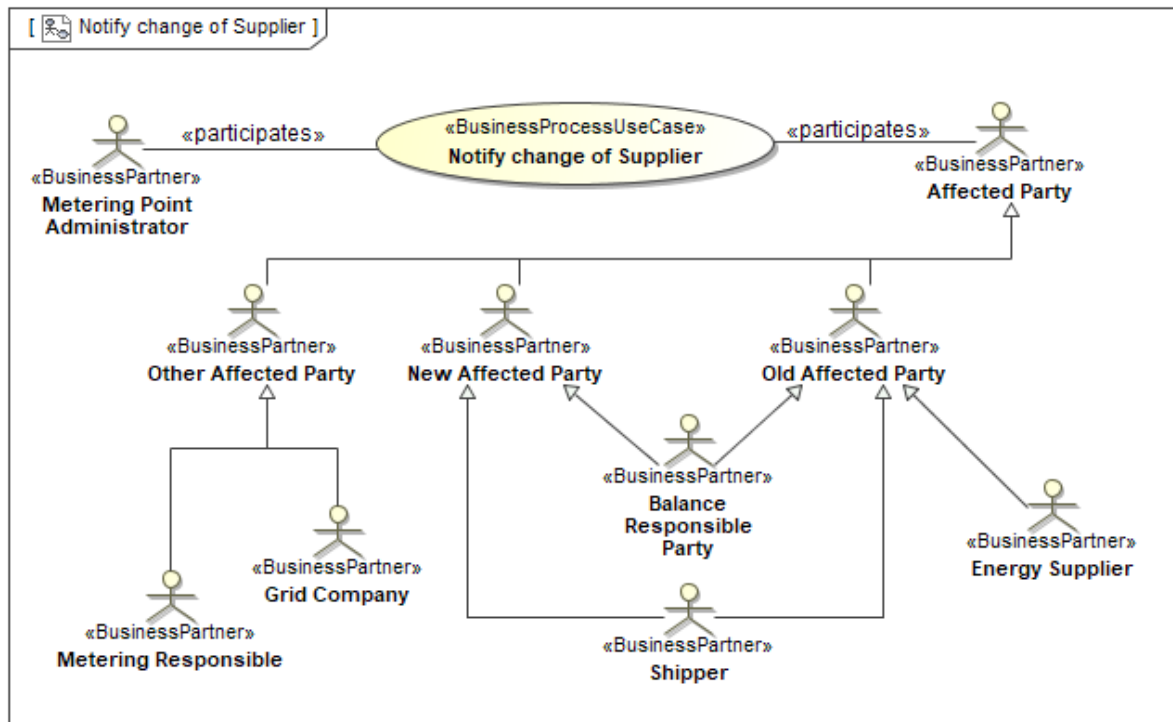 [ Notify change of Supplier ]
«participates»
«BusinessProcessUseCase»
Notify change of Supplier
«participates»
«BusinessPartner»
Metering Point
Administrator
«BusinessPartner»
Affected Party
«BusinessPartner»
Other Affected Party
«BusinessPartner»
New Affected Party
«BusinessPartner»
Old Affected Party
«BusinessPartner»
Balance
Responsible
Party
«BusinessPartner»
Energy Supplier
«BusinessPartner»
Grid Company
«BusinessPartner»
Metering Responsible
«BusinessPartner»
Shipper